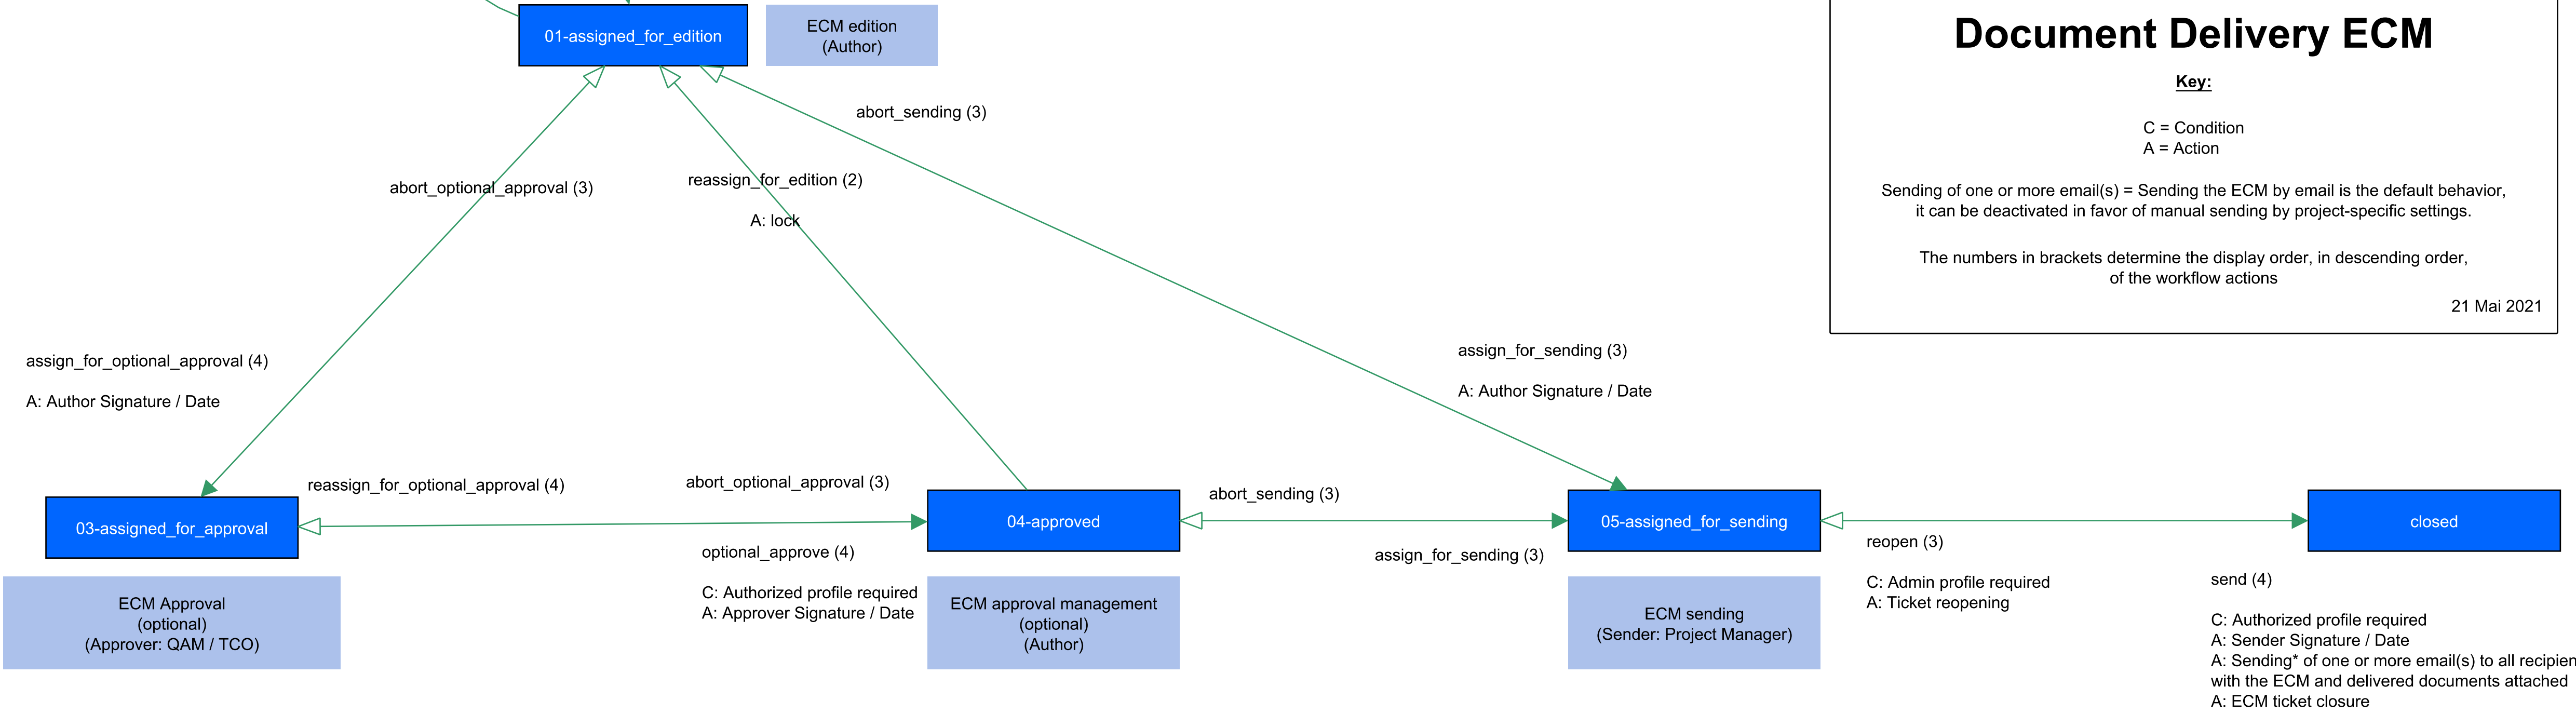 01-assigned_for_edition
ECM edition
(Author)
Document Delivery ECM
Key:
C = Condition
A = Action
Sending of one or more email(s) = Sending the ECM by email is the default behavior,
it can be deactivated in favor of manual sending by project-specific settings.
The numbers in brackets determine the display order, in descending order,
of the workflow actions
21 Mai 2021
abort_sending (3)
abort_optional_approval (3)
reassign_for_edition (2)
A: lock
assign_for_optional_approval (4)
A: Author Signature / Date
assign_for_sending (3)
A: Author Signature / Date
03-assigned_for_approval
reassign_for_optional_approval (4)
abort_optional_approval (3)
optional_approve (4)
C: Authorized profile required
A: Approver Signature / Date
04-approved
abort_sending (3)
assign_for_sending (3)
05-assigned_for_sending
reopen (3)
C: Admin profile required
A: Ticket reopening
closed
send (4)
C: Authorized profile required
A: Sender Signature / Date
A: Sending* of one or more email(s) to all recipien
with the ECM and delivered documents attached
A: ECM ticket closure
ECM Approval
(optional)
(Approver: QAM / TCO)
ECM approval management
(optional)
(Author)
ECM sending
(Sender: Project Manager)